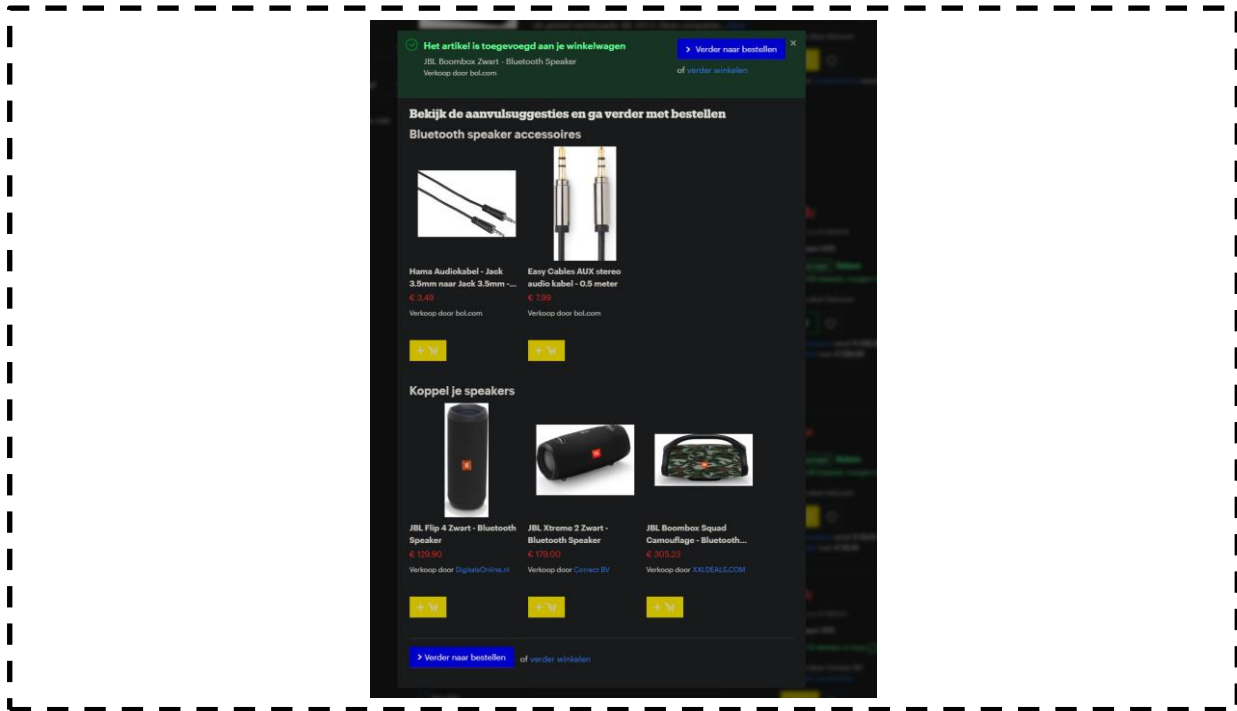 Het artikel is toegevoegd aan je winkelwagen
JBL Boombox Zwart - Bluetooth Speaker
Verkoop door bol.com
> Verder naar bestellen
×
of verder winkelen
Bekijk de aanvulsuggesties en ga verder met bestellen
Bluetooth speaker accessoires
Hama Audiokabel - Jack
3.5mm naar Jack 3.5mm -...
€ 3,49
Verkoop door bol.com
Easy Cables AUX stereo
audio kabel - 0.5 meter
€ 7,99
Verkoop door bol.com
+
+
Koppel je speakers
JBL Flip 4 Zwart - Bluetooth
Speaker
€ 129,90
Verkoop door DigitalsOnline.nl
JBL Xtreme 2 Zwart -
Bluetooth Speaker
€ 179,00
Verkoop door Correct BV
JBL Boombox Squad
Camouflage - Bluetooth...
€ 305,23
Verkoop door XXLDEALS.COM
+
+
+
> Verder naar bestellen
of verder winkelen